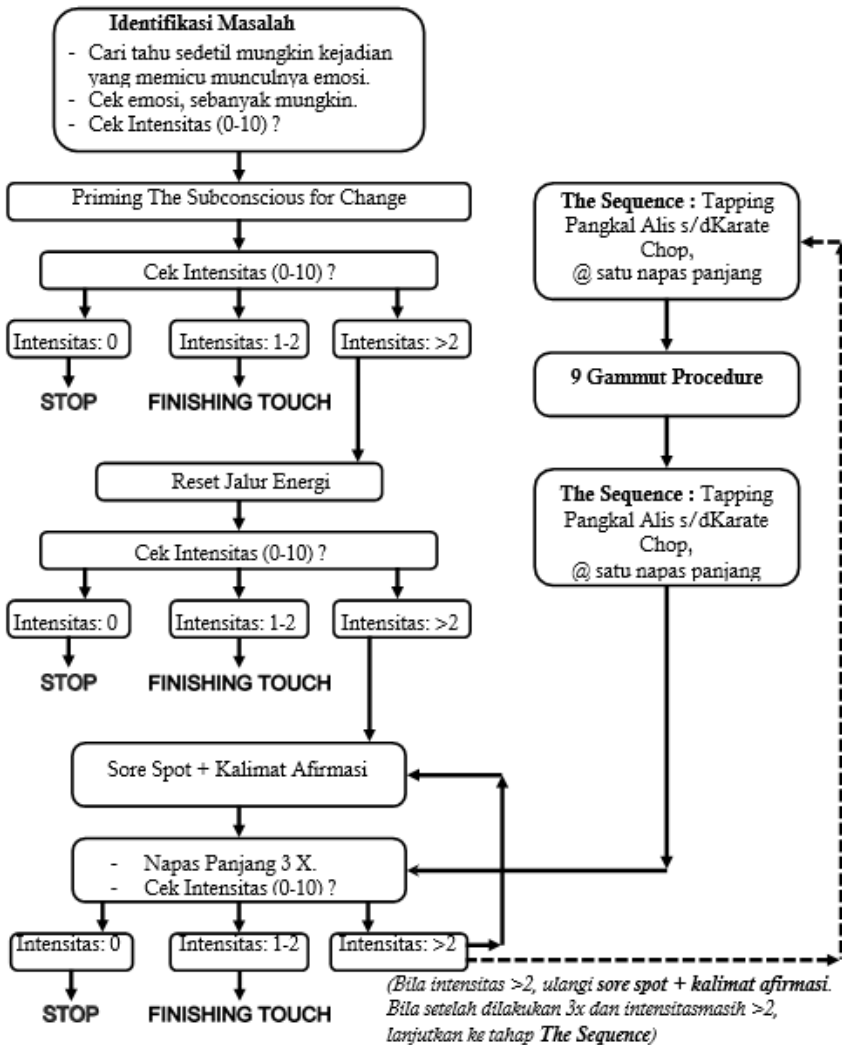 Identifikasi Masalah
- Cari tahu sedetil mungkin kejadian
yang memicu munculnya emosi.
- Cek emosi, sebanyak mungkin.
- Cek Intensitas (0-10) ?
Priming The Subconscious for Change
Cek Intensitas (0-10) ?
Intensitas: 0
Intensitas: 1-2
Intensitas: >2
STOP
FINISHING TOUCH
Reset Jalur Energi
Cek Intensitas (0-10) ?
Intensitas: 0
Intensitas: 1-2
Intensitas: >2
STOP
FINISHING TOUCH
Sore Spot + Kalimat Afirmasi
- Napas Panjang 3 X.
- Cek Intensitas (0-10) ?
Intensitas: 0
Intensitas: 1-2
Intensitas: >2
STOP
FINISHING TOUCH
(Bila intensitas >2, ulangi sore spot + kalimat afirmasi.
Bila setelah dilakukan 3x dan intensitasmasih >2,
lanjutkan ke tahap The Sequence)
The Sequence : Tapping
Pangkal Alis s/dKarate
Chop,
@ satu napas panjang
9 Gammut Procedure
The Sequence : Tapping
Pangkal Alis s/dKarate
Chop,
@ satu napas panjang